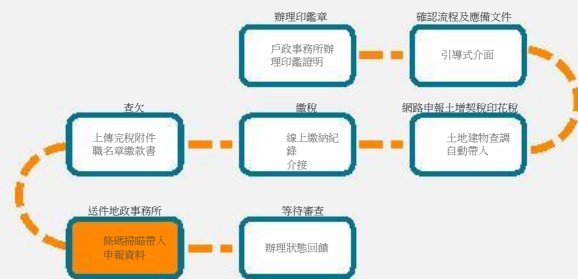 辦理印鑑章
戶政事務所辦
理印鑑證明
確認流程及應備文件
引導式介面
網路申報土增契稅印花稅
土地建物查調
自動帶入
繳稅
線上繳納紀
錄
介接
查欠
上傳完稅附件
職名章繳款書
送件地政事務所
條碼掃瞄帶入
申報資料
等待審查
辦理狀態回饋